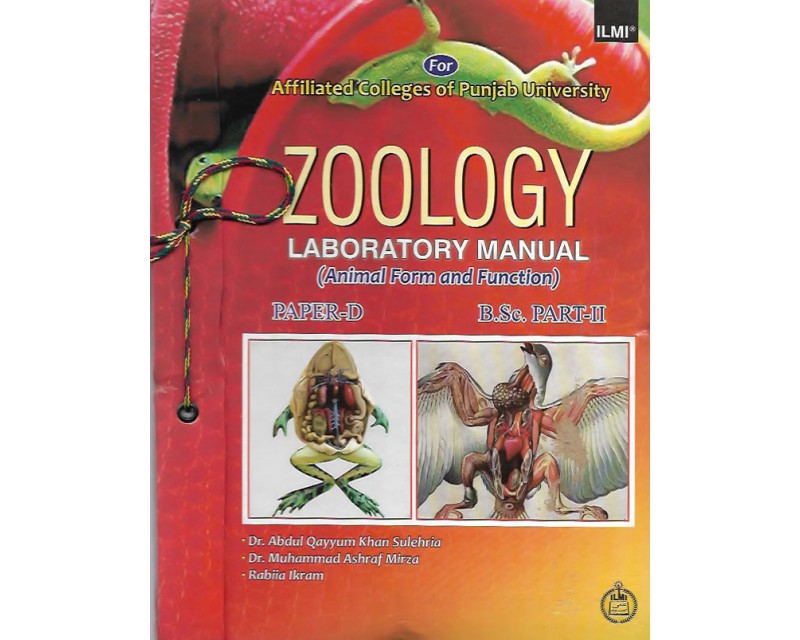 ILMI®
For
Affiliated Colleges of Punjab University
ZOOLOGY
LABORATORY MANUAL
(Animal Form and Function)
PAPER-D B.Sc. PART-II
· Dr. Abdul Qayyum Khan Sulehria
· Dr. Muhammad Ashraf Mirza
· Rabiia Ikram
ILMI